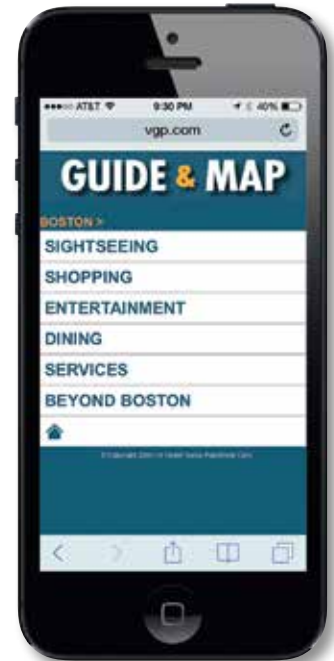 AT&T 9:30 PM 40%
vgp.com
GUIDE & MAP
BOSTON >
SIGHTSEEING
SHOPPING
ENTERTAINMENT
DINING
SERVICES
BEYOND BOSTON